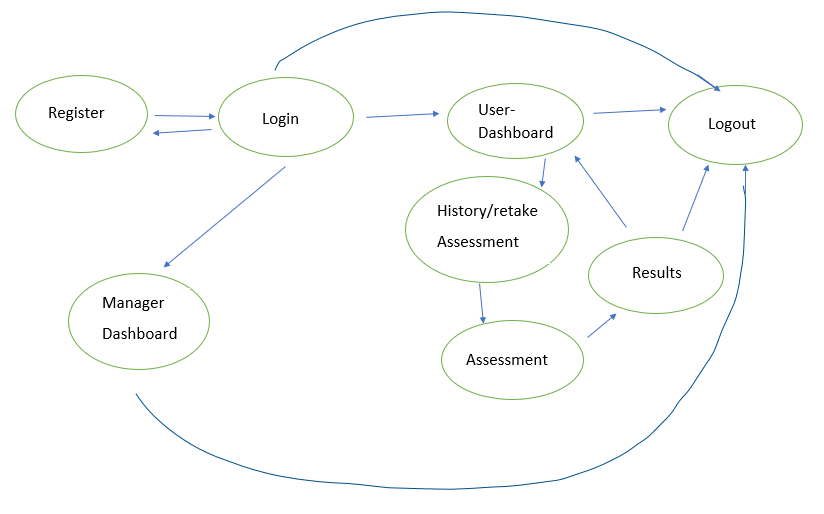 Register
Login
User-
Dashboard
Logout
History/retake
Assessment
Results
Manager
Dashboard
Assessment